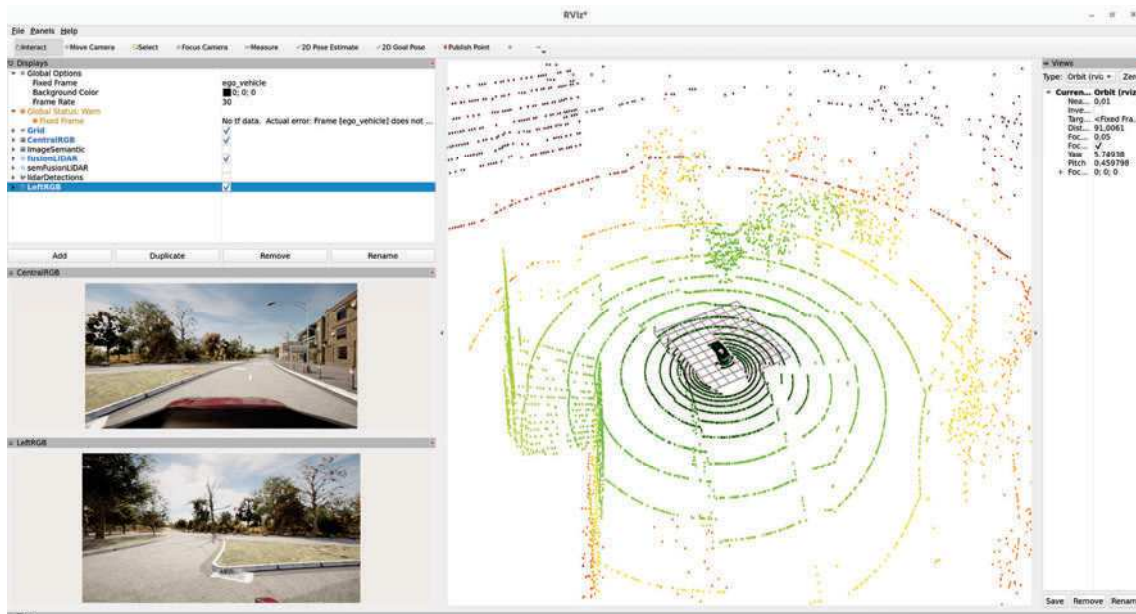 RViz*
File Panels Help
Interact Move Camera Select Focus Camera Measure 2D Pose Estimate 2D Goal Pose Publish Point
Displays
Global Options
Fixed Frame ego_vehicle
Background Color 0; 0; 0
Frame Rate 30
Global Status: Warn
Fixed Frame No tf data. Actual error: Frame [ego_vehicle] does not ...
Grid
CentralRGB
ImageSemantic
fusionLiDAR
semFusionLiDAR
lidarDetections
LeftRGB
Add Duplicate Remove Rename
CentralRGB
LeftRGB
Views
Type: Orbit (rviz Zero
Curren... Orbit (rviz
Nea... 0,01
Inve...
Targ... <Fixed Fra...
Dist... 91,0061
Foc... 0,05
Foc...
Yaw 5,74938
Pitch 0,459798
Foc... 0; 0; 0
Save Remove Renam